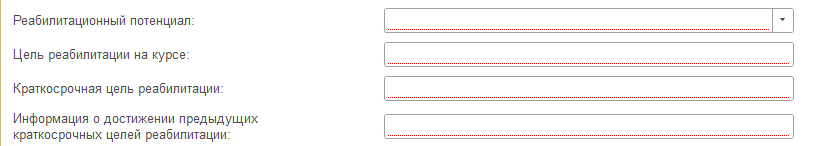 Реабилитационный потенциал:
Цель реабилитации на курсе:
Краткосрочная цель реабилитации:
Информация о достижении предыдущих
краткосрочных целей реабилитации: